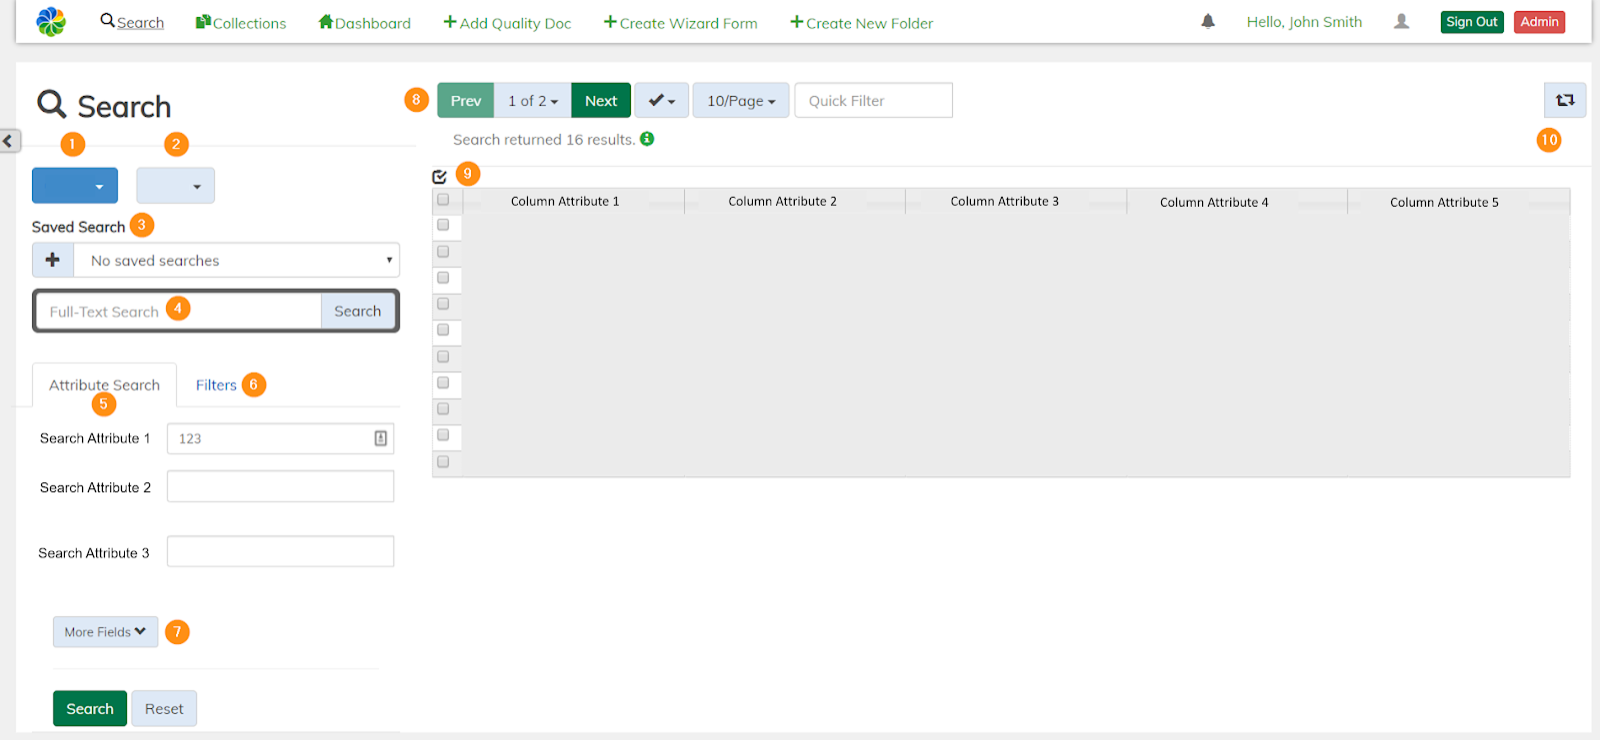 Search Collections Dashboard Add Quality Doc Create Wizard Form Create New Folder Hello, John Smith Sign Out Admin
Search
1 2
Saved Search 3
No saved searches
Full-Text Search 4 Search
Attribute Search Filters 6
5
Search Attribute 1 123
Search Attribute 2
Search Attribute 3
More Fields 7
Search Reset
8 Prev 1 of 2 Next 10/Page Quick Filter
Search returned 16 results.
10
9
Column Attribute 1 Column Attribute 2 Column Attribute 3 Column Attribute 4 Column Attribute 5